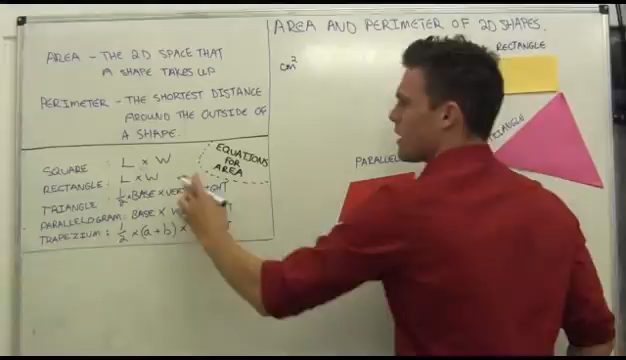 AREA AND PERIMETER OF 2D SHAPES.
AREA - THE 2D SPACE THAT
A SHAPE TAKES UP
PERIMETER - THE SHORTEST DISTANCE
AROUND THE OUTSIDE OF
A SHAPE.
EQUATIONS
FOR
AREA
SQUARE : L × W
RECTANGLE : L × W
TRIANGLE : 1/2 × BASE ×
PARALLELOGRAM : BASE ×
TRAPEZIUM : 1/2 × (a + b) ×
cm²
RECTANGLE